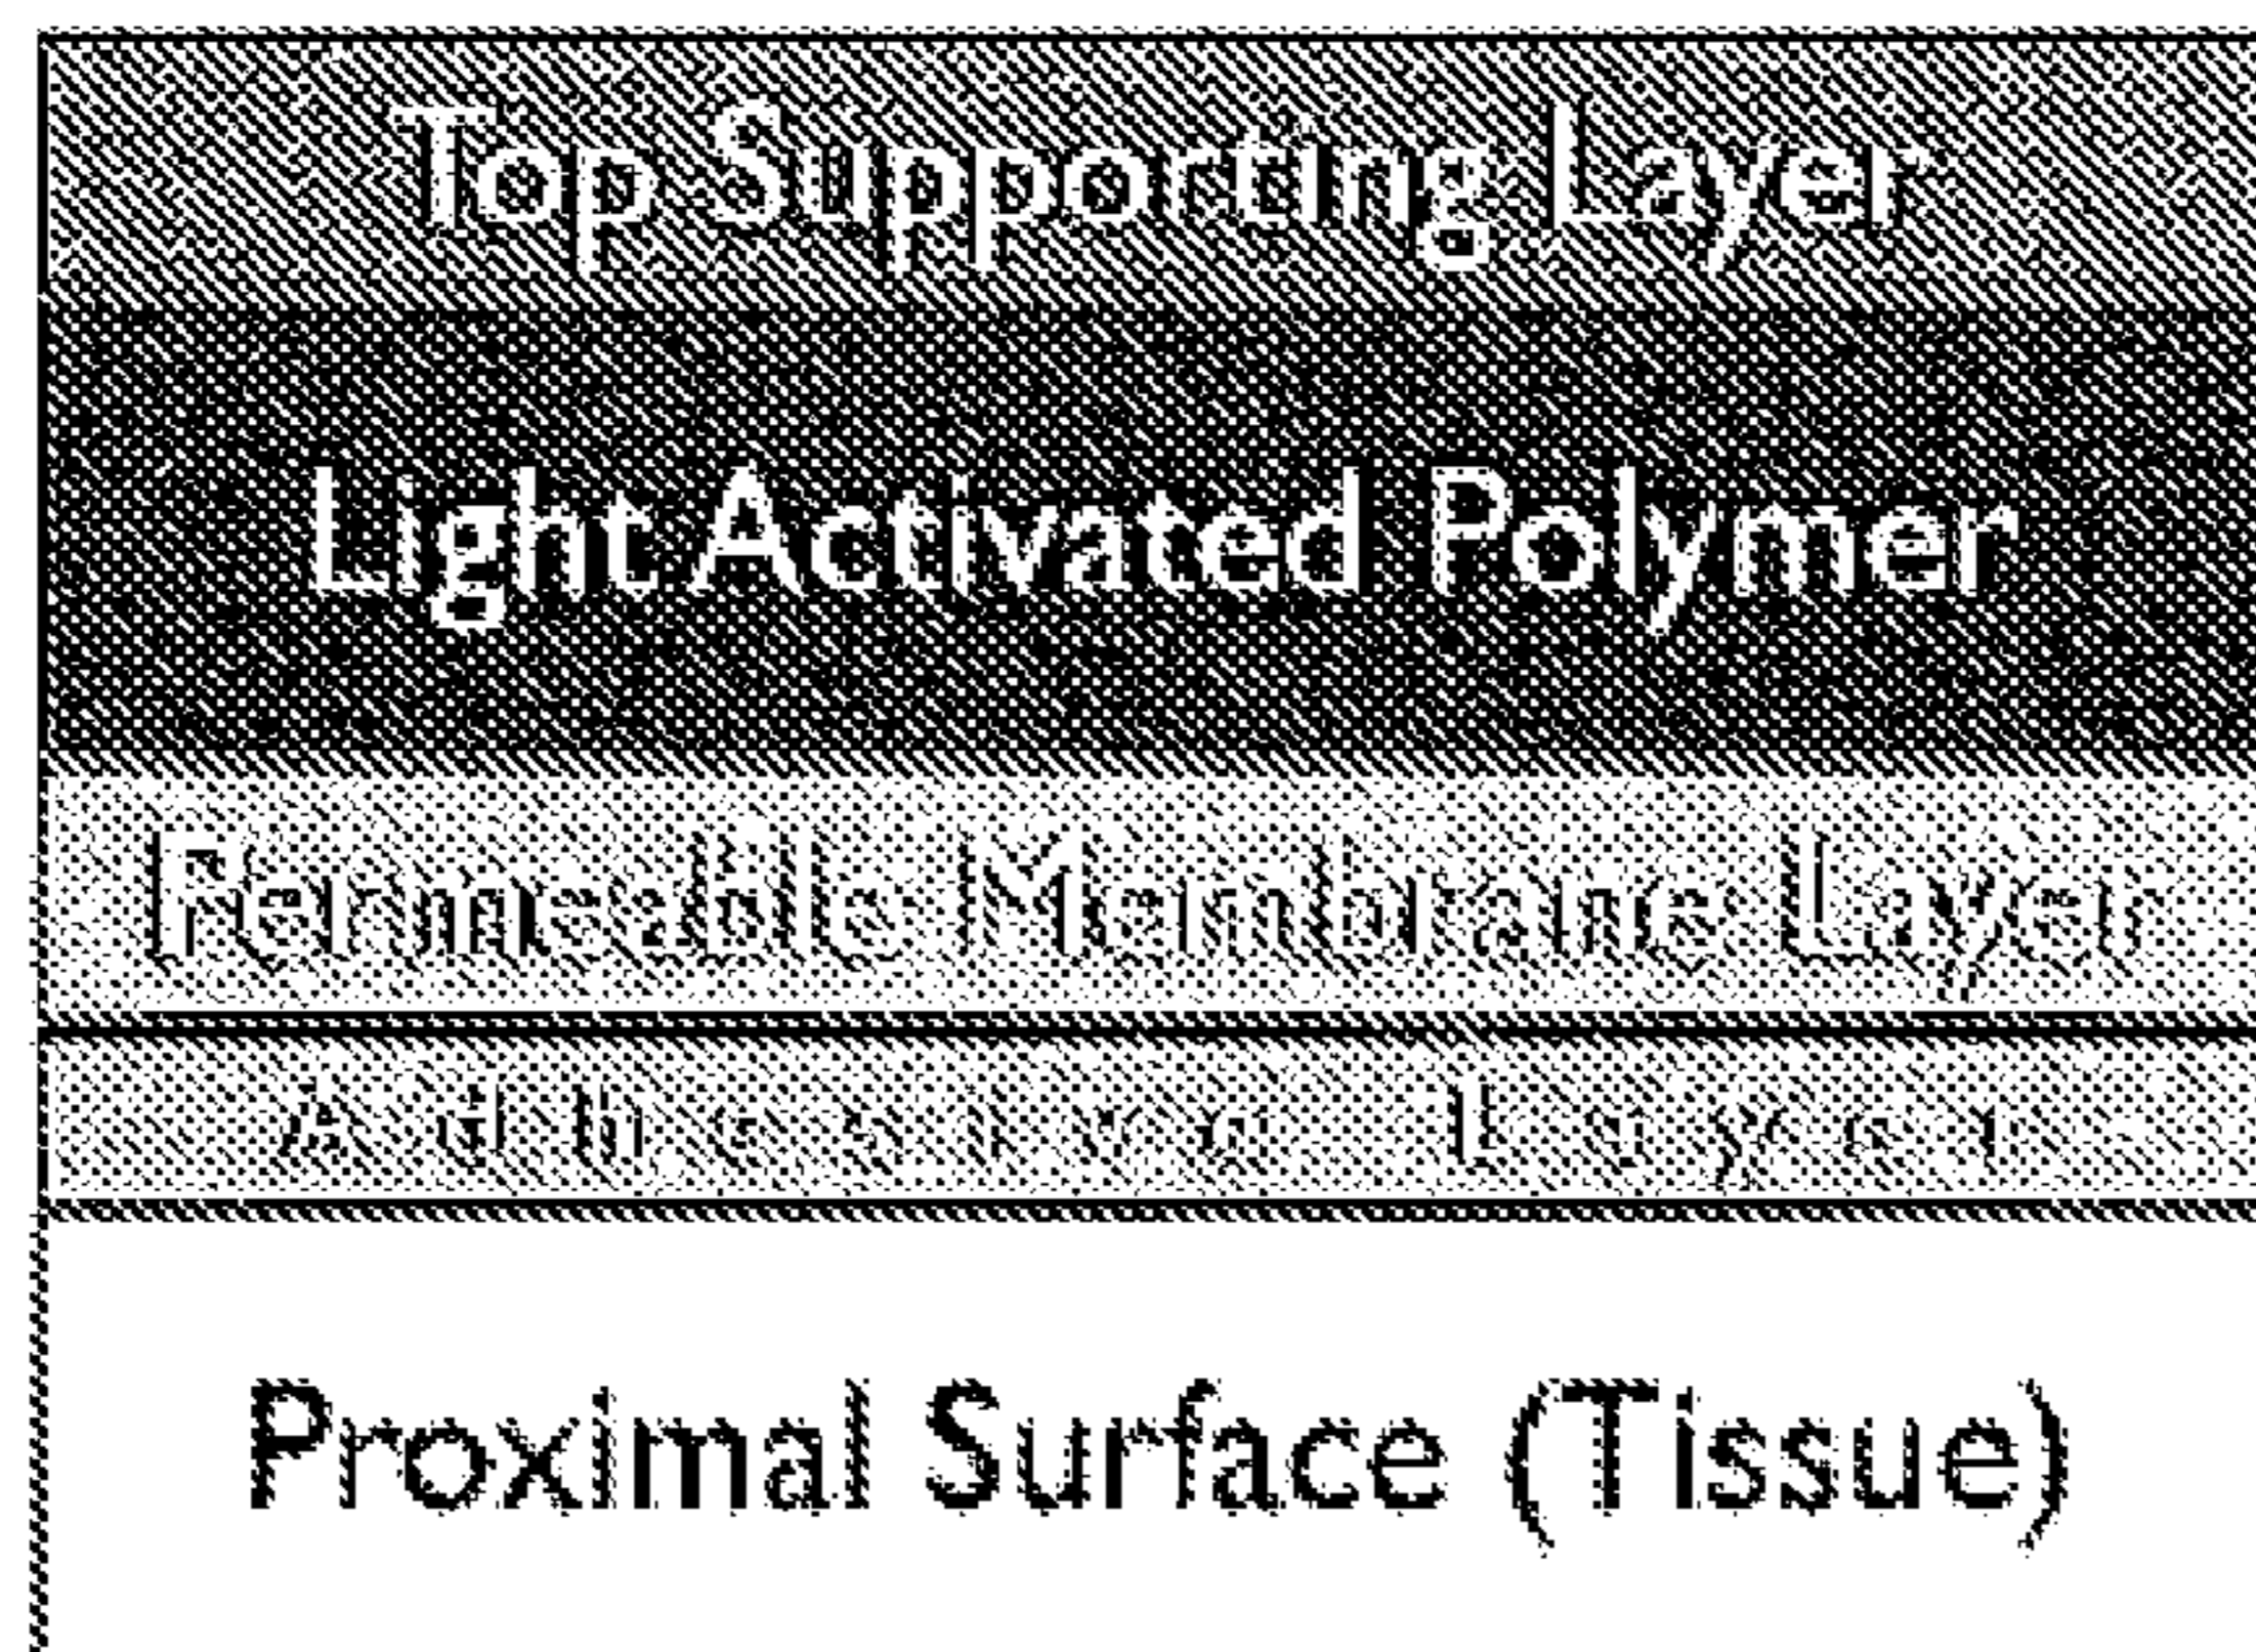 Top Supporting Layer
Light Activated Polymer
Permeable Membrane Layer
Adhesive Layer
Proximal Surface (Tissue)